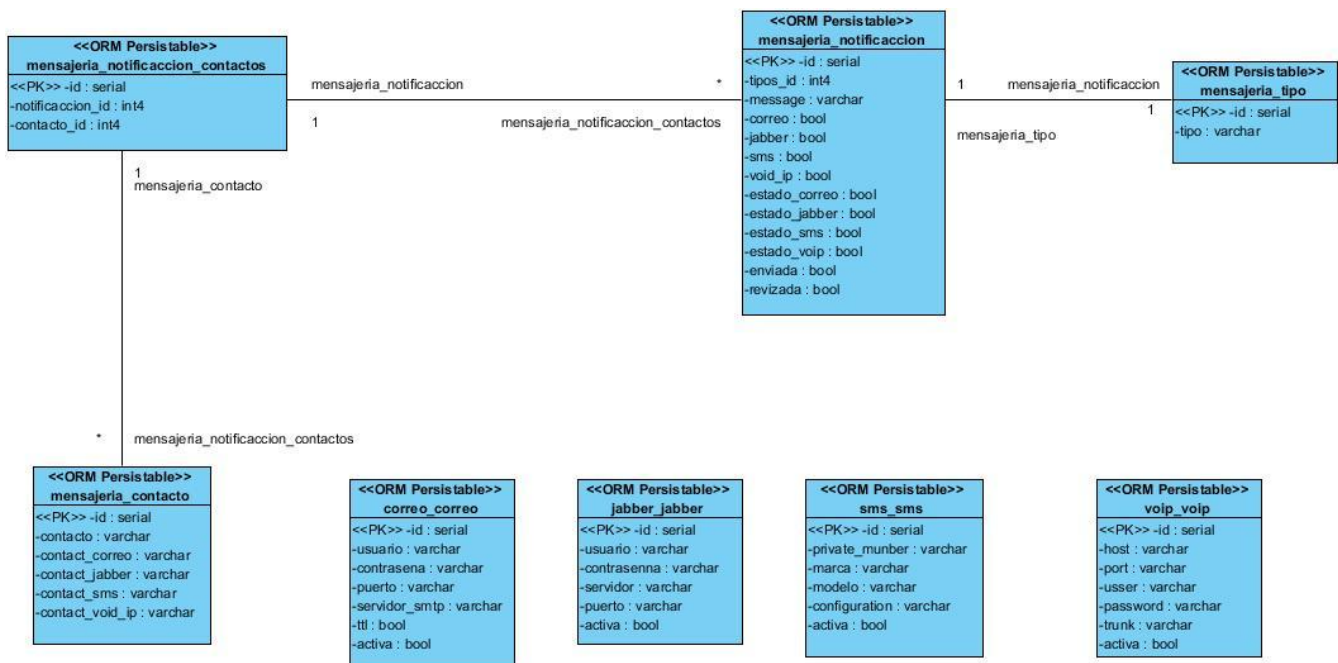 <<ORM Persistable>>
mensajeria_notificaccion_contactos
<<PK>> -id : serial
-notificaccion_id : int4
-contacto_id : int4
mensajeria_notificaccion
1
*
mensajeria_notificaccion_contactos
<<ORM Persistable>>
mensajeria_notificaccion
<<PK>> -id : serial
-tipos_id : int4
-message : varchar
-correo : bool
-jabber : bool
-sms : bool
-void_ip : bool
-estado_correo : bool
-estado_jabber : bool
-estado_sms : bool
-estado_voip : bool
-enviada : bool
-revizada : bool
1
mensajeria_notificaccion
1
mensajeria_tipo
<<ORM Persistable>>
mensajeria_tipo
<<PK>> -id : serial
-tipo : varchar
1
mensajeria_contacto
*
mensajeria_notificaccion_contactos
<<ORM Persistable>>
mensajeria_contacto
<<PK>> -id : serial
-contacto : varchar
-contact_correo : varchar
-contact_jabber : varchar
-contact_sms : varchar
-contact_void_ip : varchar
<<ORM Persistable>>
correo_correo
<<PK>> -id : serial
-usuario : varchar
-contrasena : varchar
-puerto : varchar
-servidor_smtp : varchar
-ttl : bool
-activa : bool
<<ORM Persistable>>
jabber_jabber
<<PK>> -id : serial
-usuario : varchar
-contrasenna : varchar
-servidor : varchar
-puerto : varchar
-activa : bool
<<ORM Persistable>>
sms_sms
<<PK>> -id : serial
-private_munber : varchar
-marca : varchar
-modelo : varchar
-configuration : varchar
-activa : bool
<<ORM Persistable>>
voip_voip
<<PK>> -id : serial
-host : varchar
-port : varchar
-usser : varchar
-password : varchar
-trunk : varchar
-activa : bool